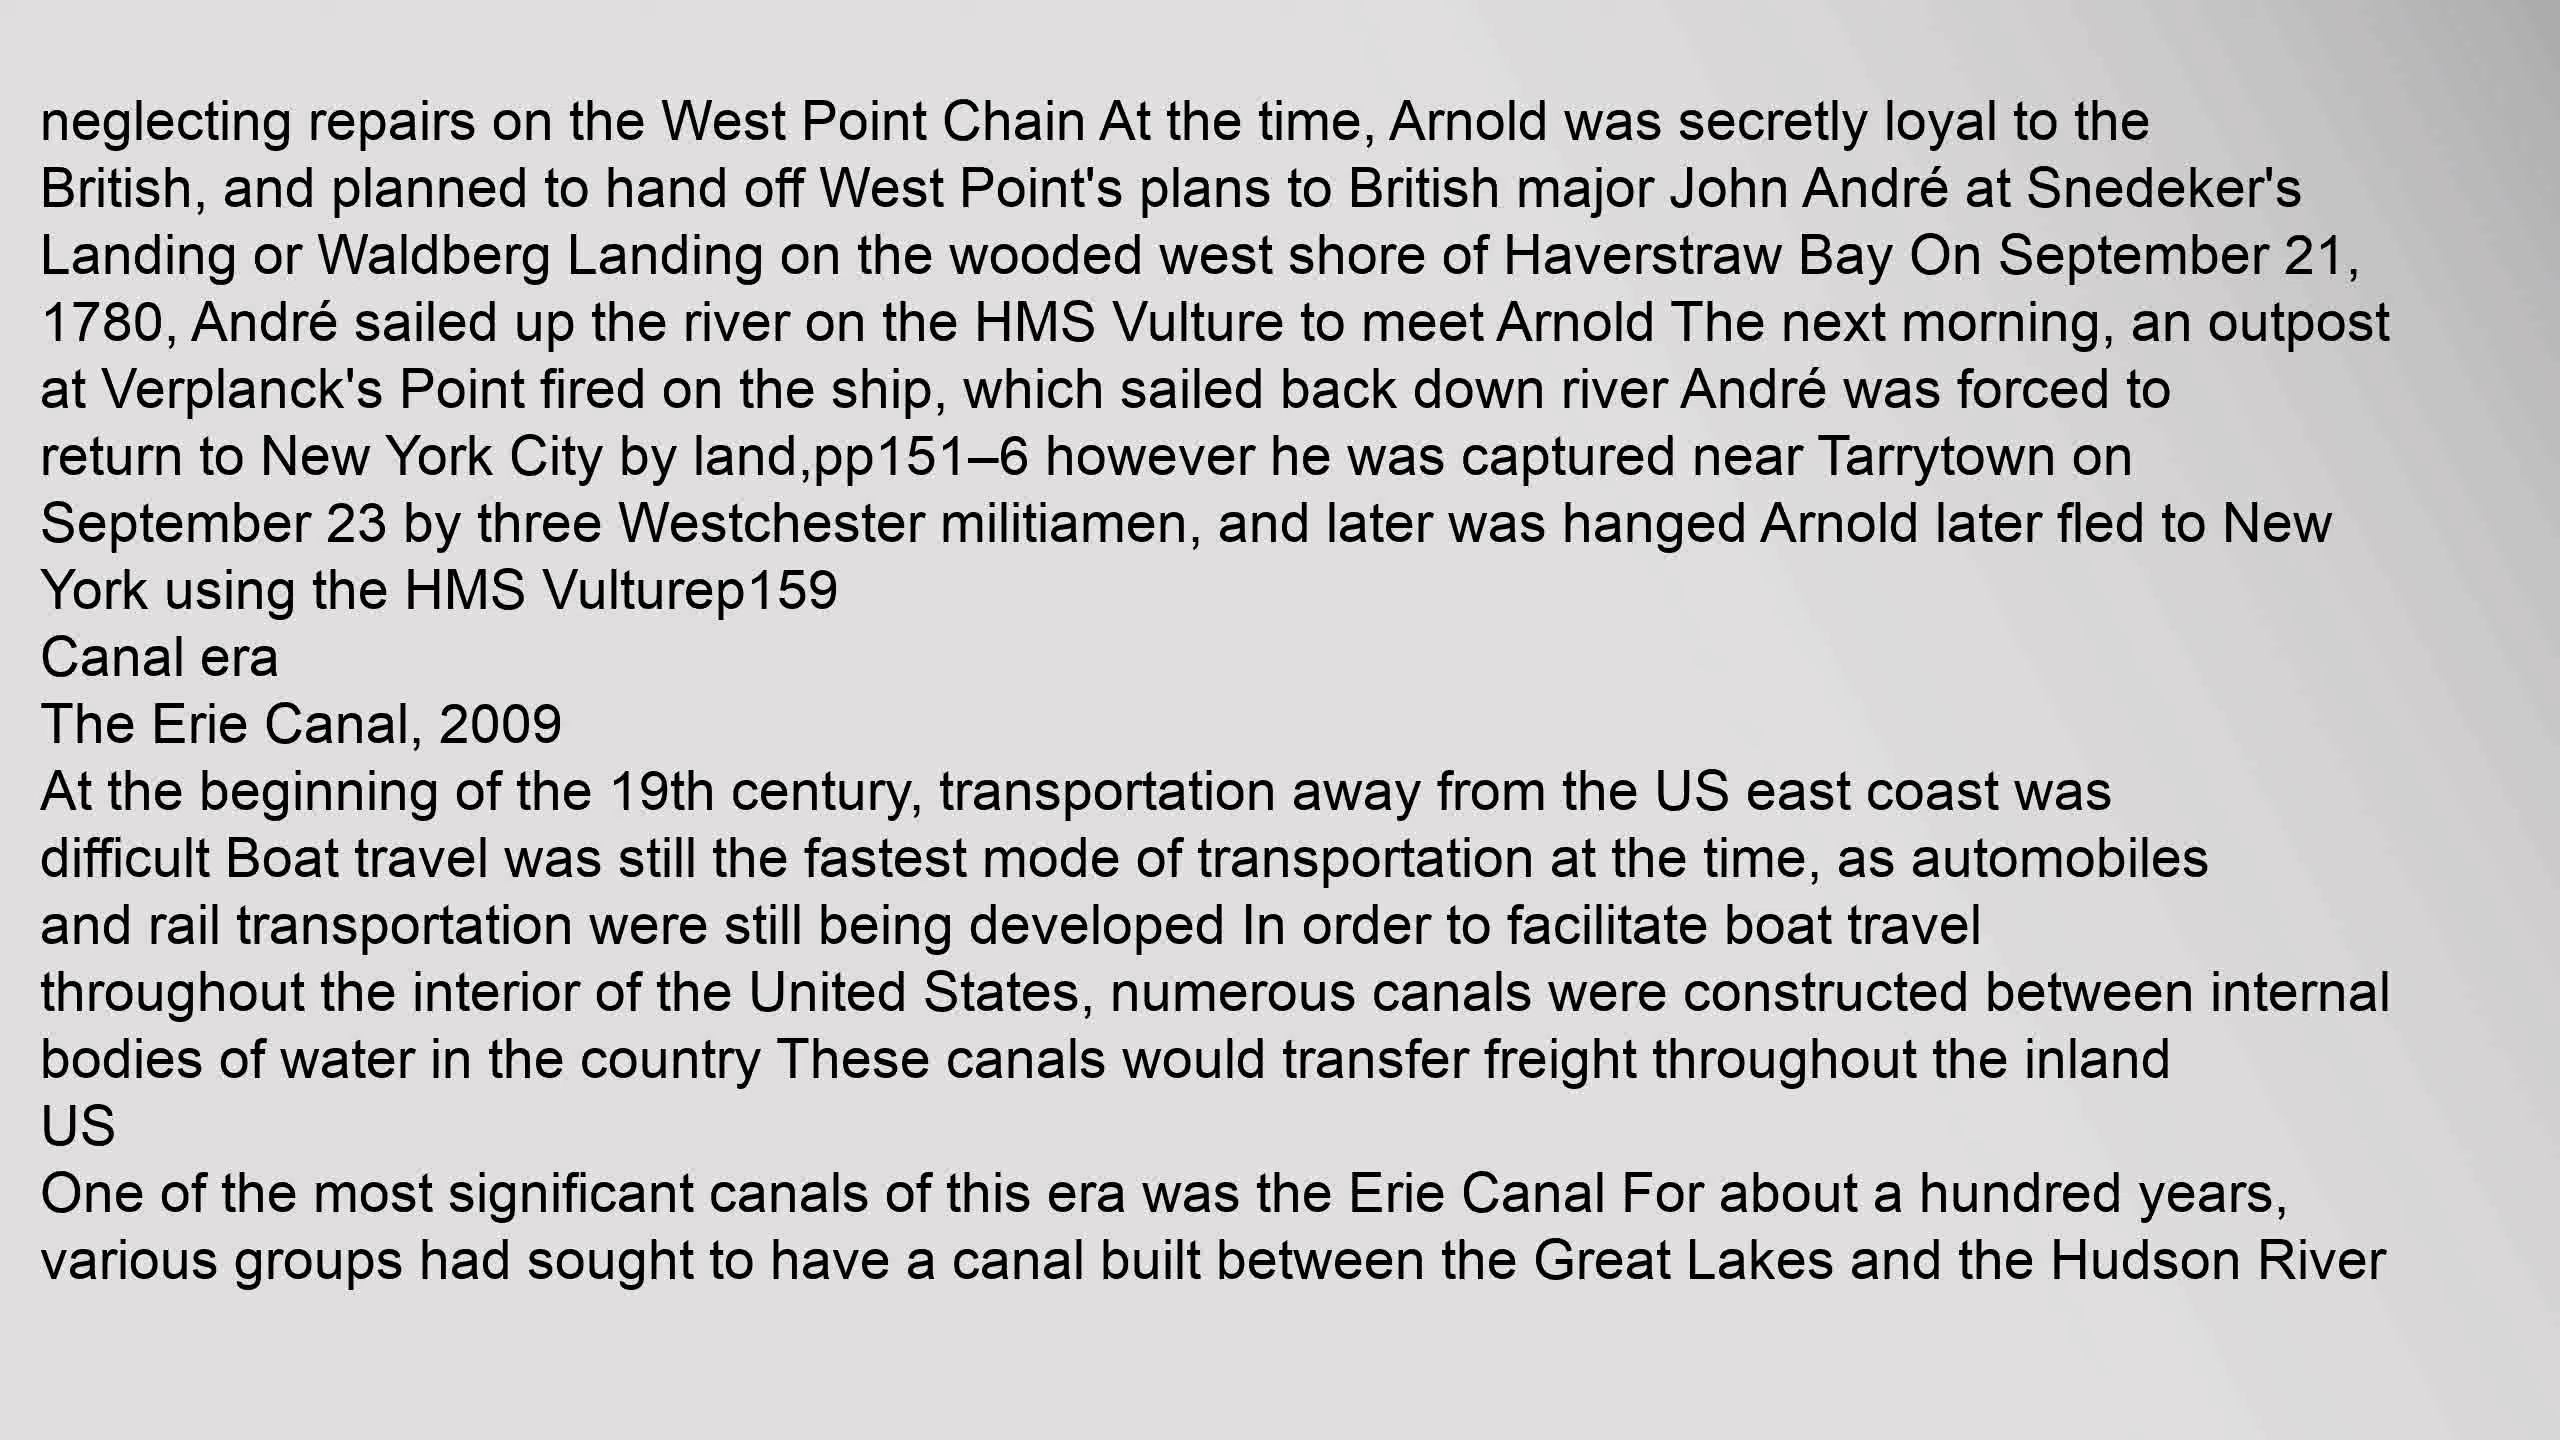 neglecting repairs on the West Point Chain At the time, Arnold was secretly loyal to the
British, and planned to hand off West Point's plans to British major John André at Snedeker's
Landing or Waldberg Landing on the wooded west shore of Haverstraw Bay On September 21,
1780, André sailed up the river on the HMS Vulture to meet Arnold The next morning, an outpost
at Verplanck's Point fired on the ship, which sailed back down river André was forced to
return to New York City by land,pp151–6 however he was captured near Tarrytown on
September 23 by three Westchester militiamen, and later was hanged Arnold later fled to New
York using the HMS Vulturep159
Canal era
The Erie Canal, 2009
At the beginning of the 19th century, transportation away from the US east coast was
difficult Boat travel was still the fastest mode of transportation at the time, as automobiles
and rail transportation were still being developed In order to facilitate boat travel
throughout the interior of the United States, numerous canals were constructed between internal
bodies of water in the country These canals would transfer freight throughout the inland
US
One of the most significant canals of this era was the Erie Canal For about a hundred years,
various groups had sought to have a canal built between the Great Lakes and the Hudson River